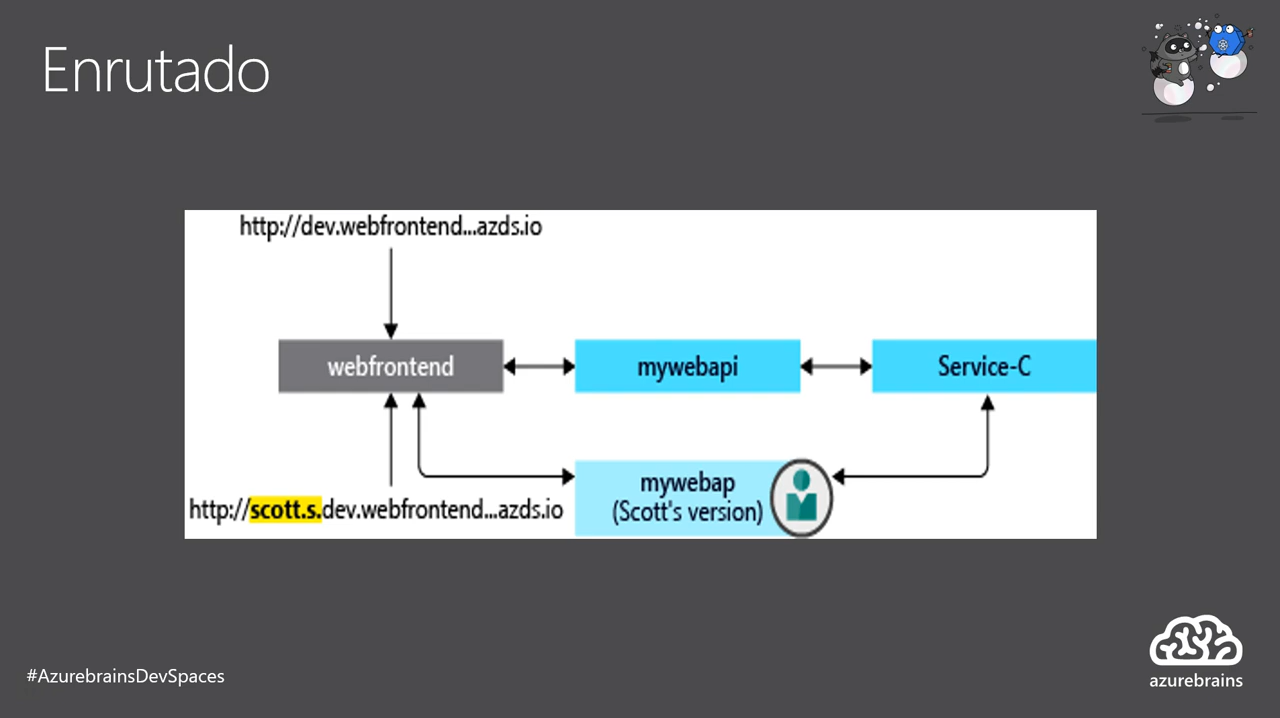 Enrutado
http://dev.webfrontend...azds.io
webfrontend
mywebapi
Service-C
mywebap
(Scott's version)
http://scott.s.dev.webfrontend...azds.io
#AzurebrainsDevSpaces
azurebrains